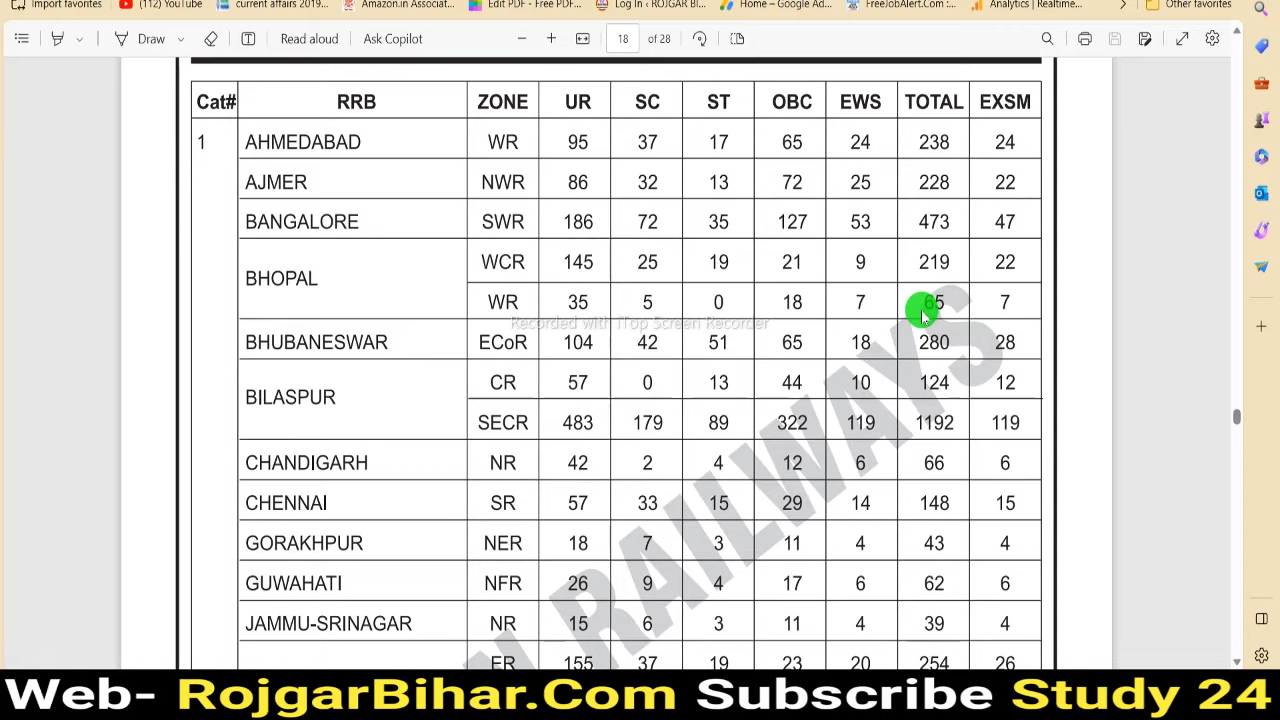 Import favorites (112) YouTube current affairs 2019... Amazon.in Associat... Edit PDF - Free PDF... Log In ‹ ROJGAR BI... Home – Google Ad... FreeJobAlert.Com :... Analytics | Realtime... Other favorites
Draw Read aloud Ask Copilot 18 of 28
Cat# RRB ZONE UR SC ST OBC EWS TOTAL EXSM
1 AHMEDABAD WR 95 37 17 65 24 238 24
AJMER NWR 86 32 13 72 25 228 22
BANGALORE SWR 186 72 35 127 53 473 47
BHOPAL WCR 145 25 19 21 9 219 22
WR 35 5 0 18 7 65 7
Recorded with iTop Screen Recorder
BHUBANESWAR ECoR 104 42 51 65 18 280 28
BILASPUR CR 57 0 13 44 10 124 12
SECR 483 179 89 322 119 1192 119
CHANDIGARH NR 42 2 4 12 6 66 6
CHENNAI SR 57 33 15 29 14 148 15
GORAKHPUR NER 18 7 3 11 4 43 4
GUWAHATI NFR 26 9 4 17 6 62 6
JAMMU-SRINAGAR NR 15 6 3 11 4 39 4
ER 155 37 19 23 20 254 26
N RAILWAYS
Web- RojgarBihar.Com Subscribe Study 24